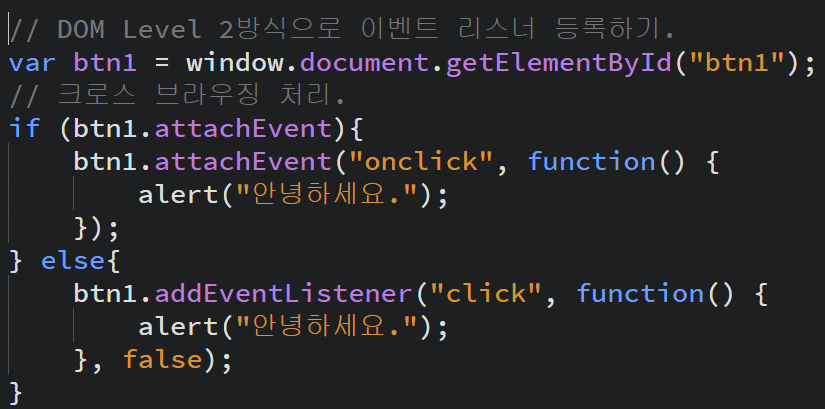 // DOM Level 2방식으로 이벤트 리스너 등록하기.
var btn1 = window.document.getElementById("btn1");
// 크로스 브라우징 처리.
if (btn1.attachEvent){
    btn1.attachEvent("onclick", function() {
        alert("안녕하세요.");
    });
} else{
    btn1.addEventListener("click", function() {
        alert("안녕하세요.");
    }, false);
}